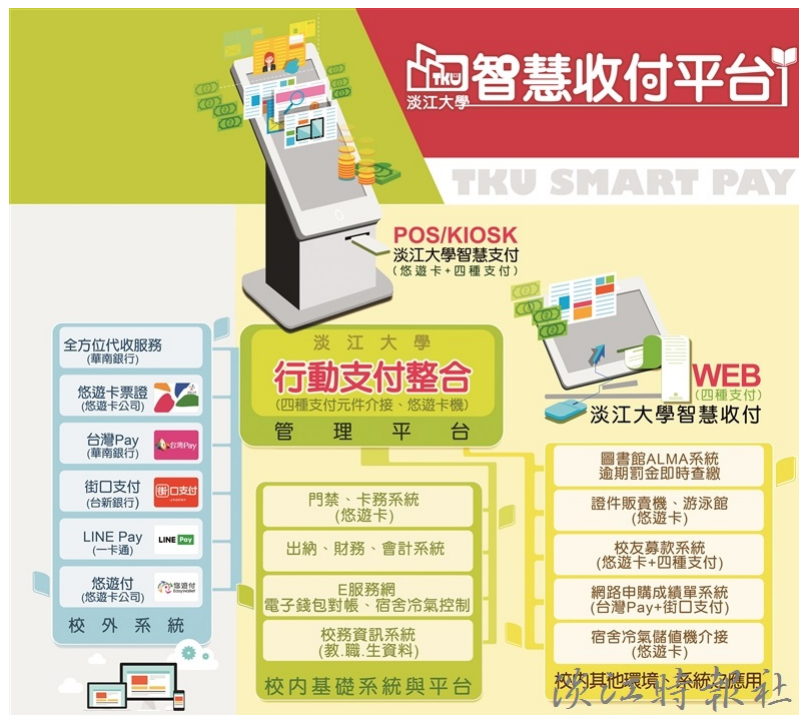 TKU
淡江大學
智慧收付平台
TKU SMART PAY
POS/KIOSK
淡江大學智慧支付
(悠遊卡+四種支付)
WEB
(四種支付)
淡江大學智慧收付
淡江大學
行動支付整合
(四種支付元件介接、悠遊卡機)
管理平台
全方位代收服務
(華南銀行)
悠遊卡票證
(悠遊卡公司)
台灣Pay
(華南銀行)
台灣Pay
街口支付
(台新銀行)
街口支付
LINE Pay
(一卡通)
LINE Pay
悠遊付
(悠遊卡公司)
悠遊付
EasyWallet
校外系統
門禁、卡務系統
(悠遊卡)
出納、財務、會計系統
E服務網
電子錢包對帳、宿舍冷氣控制
校務資訊系統
(教.職.生資料)
校內基礎系統與平台
圖書館ALMA系統
逾期罰金即時查繳
證件販賣機、游泳館
(悠遊卡)
校友募款系統
(悠遊卡+四種支付)
網路申購成績單系統
(台灣Pay+街口支付)
宿舍冷氣儲值機介接
(悠遊卡)
校內其他環境、系統及應用
淡江時報社